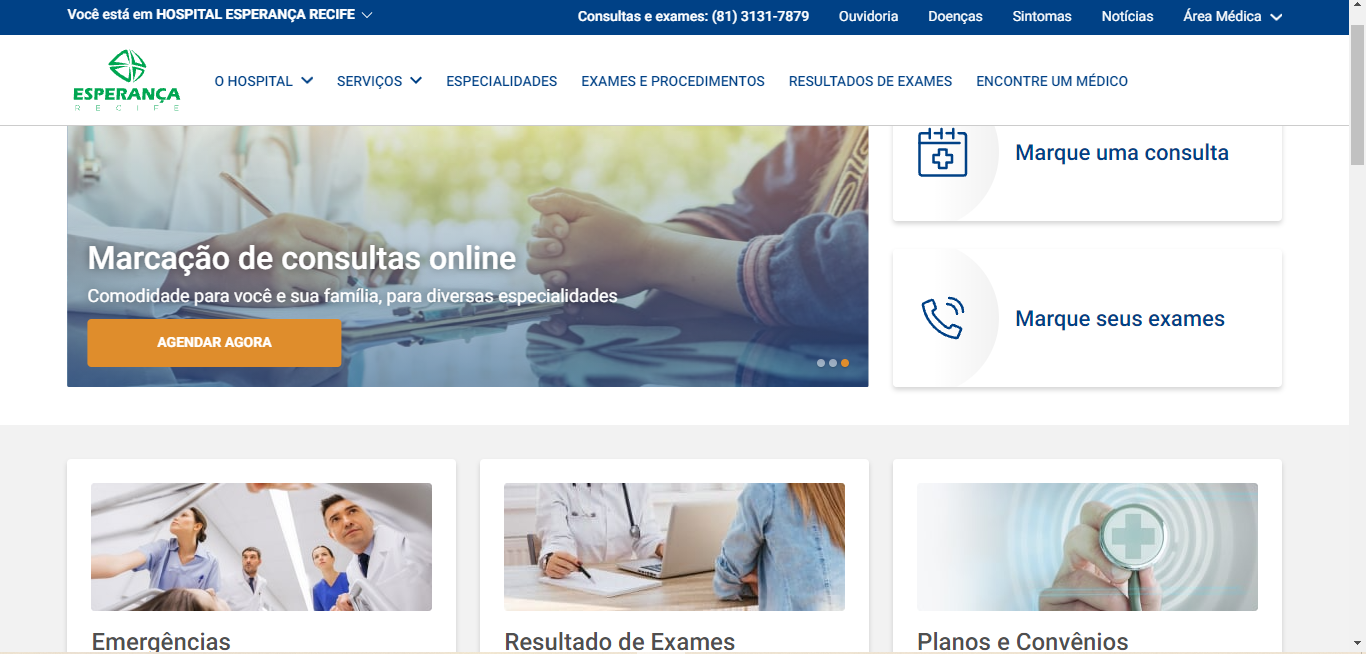 Você está em HOSPITAL ESPERANÇA RECIFE
Consultas e exames: (81) 3131-7879
Ouvidoria
Doenças
Sintomas
Notícias
Área Médica
ESPERANÇA
RECIFE
O HOSPITAL
SERVIÇOS
ESPECIALIDADES
EXAMES E PROCEDIMENTOS
RESULTADOS DE EXAMES
ENCONTRE UM MÉDICO
Marcação de consultas online
Comodidade para você e sua família, para diversas especialidades
AGENDAR AGORA
Marque uma consulta
Marque seus exames
Emergências
Resultado de Exames
Planos e Convênios